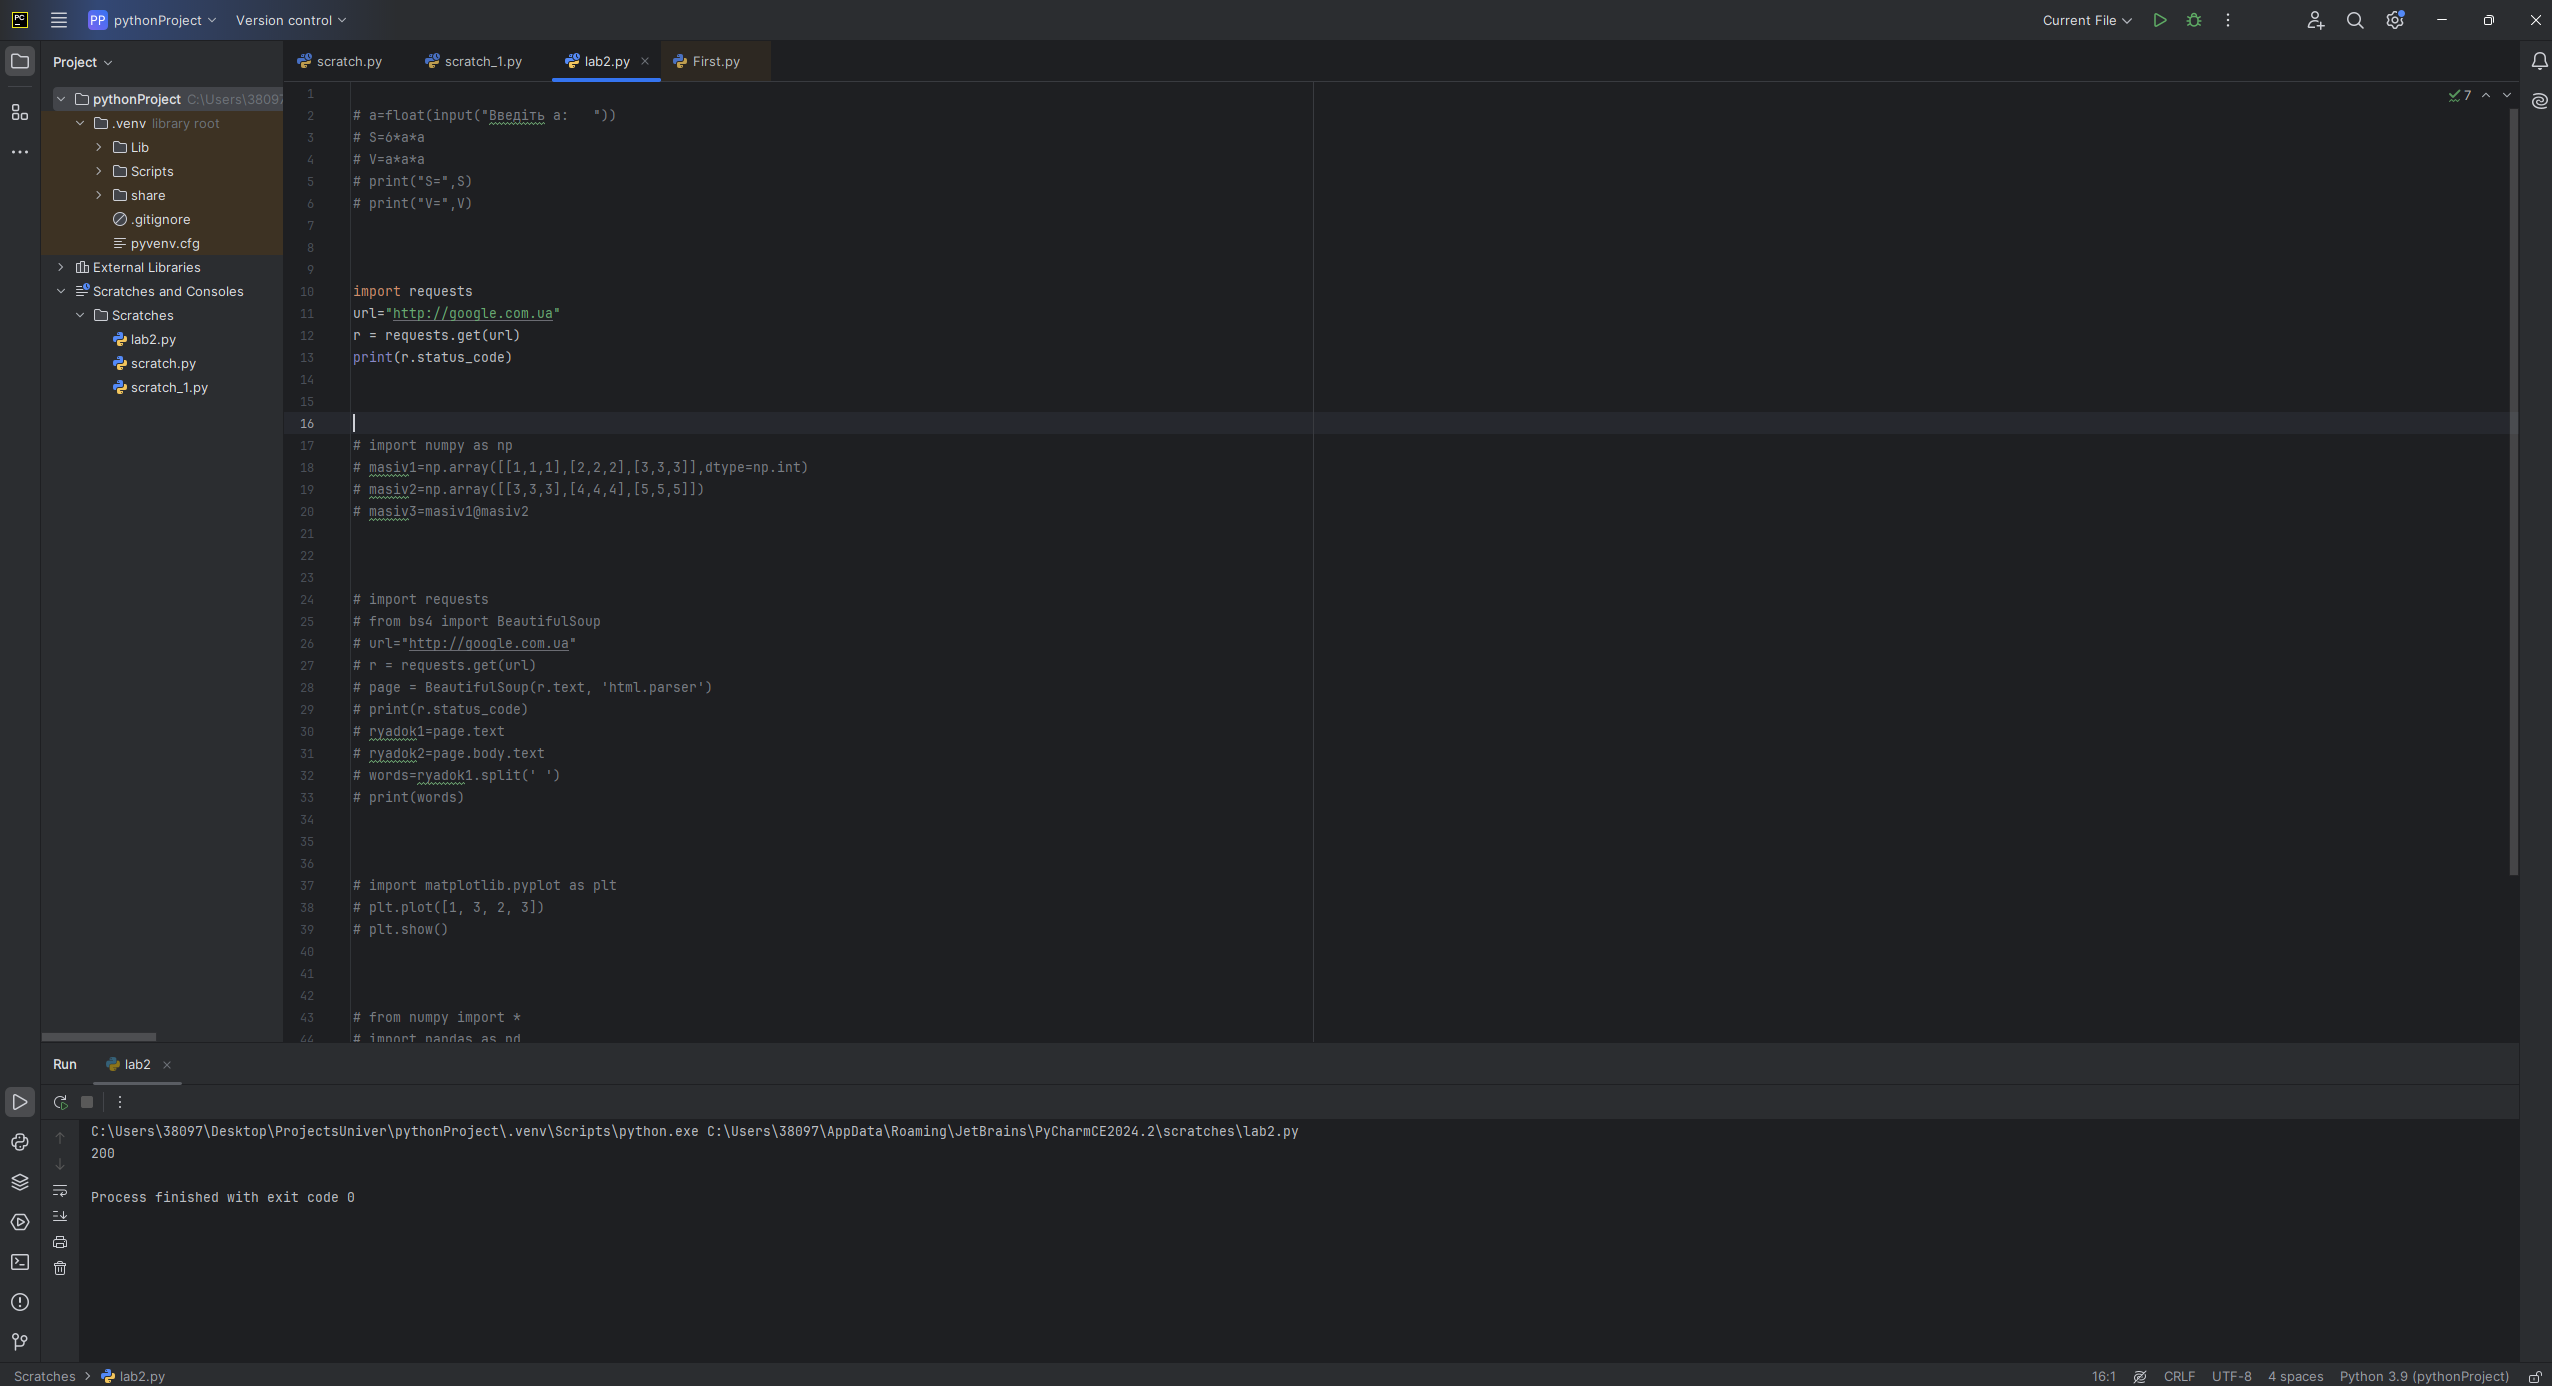 PC PP pythonProject Version control Current File
Project
scratch.py scratch_1.py lab2.py First.py
pythonProject C:\Users\38097
.venv library root
Lib
Scripts
share
.gitignore
pyvenv.cfg
External Libraries
Scratches and Consoles
Scratches
lab2.py
scratch.py
scratch_1.py
7
1
2 # a=float(input("Введіть a:   "))
3 # S=6*a*a
4 # V=a*a*a
5 # print("S=",S)
6 # print("V=",V)
7
8
9
10 import requests
11 url="http://google.com.ua"
12 r = requests.get(url)
13 print(r.status_code)
14
15
16
17 # import numpy as np
18 # masiv1=np.array([[1,1,1],[2,2,2],[3,3,3]],dtype=np.int)
19 # masiv2=np.array([[3,3,3],[4,4,4],[5,5,5]])
20 # masiv3=masiv1@masiv2
21
22
23
24 # import requests
25 # from bs4 import BeautifulSoup
26 # url="http://google.com.ua"
27 # r = requests.get(url)
28 # page = BeautifulSoup(r.text, 'html.parser')
29 # print(r.status_code)
30 # ryadok1=page.text
31 # ryadok2=page.body.text
32 # words=ryadok1.split(' ')
33 # print(words)
34
35
36
37 # import matplotlib.pyplot as plt
38 # plt.plot([1, 3, 2, 3])
39 # plt.show()
40
41
42
43 # from numpy import *
44 # import pandas as pd
Run lab2
C:\Users\38097\Desktop\ProjectsUniver\pythonProject\.venv\Scripts\python.exe C:\Users\38097\AppData\Roaming\JetBrains\PyCharmCE2024.2\scratches\lab2.py
200
Process finished with exit code 0
Scratches lab2.py 16:1 CRLF UTF-8 4 spaces Python 3.9 (pythonProject)